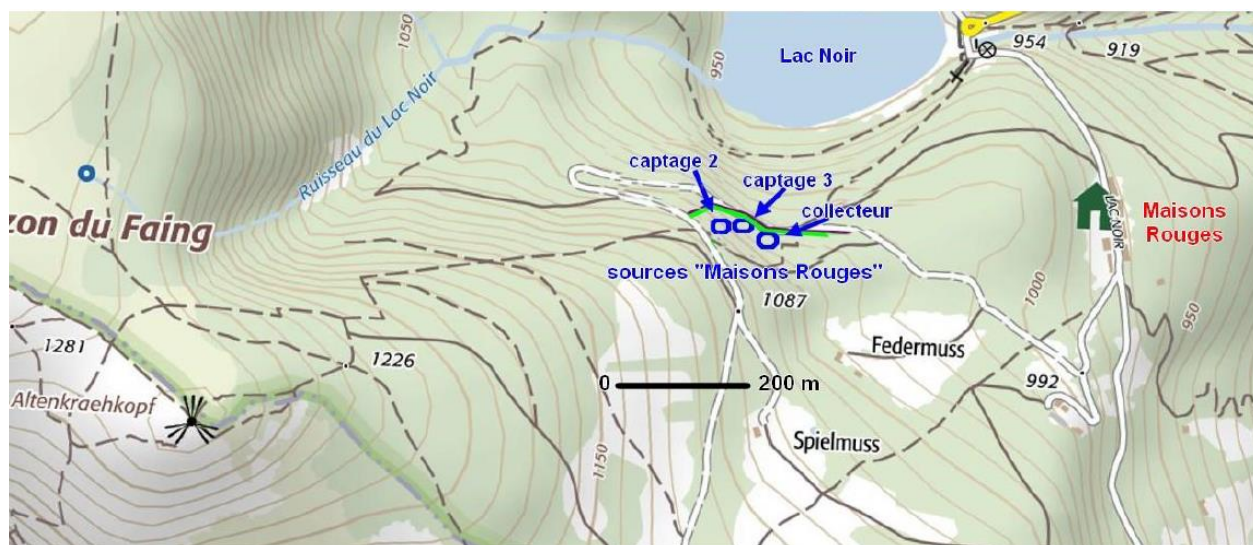 1050
950
Lac Noir
954
919
Ruisseau du Lac Noir
captage 2
captage 3
collecteur
LAC NOIR
Maisons
Rouges
zon du Faing
sources "Maisons Rouges"
1087
1000
950
1281
1226
Federmuss
0 200 m
992
Altenkraehkopf
Spielmuss
1150